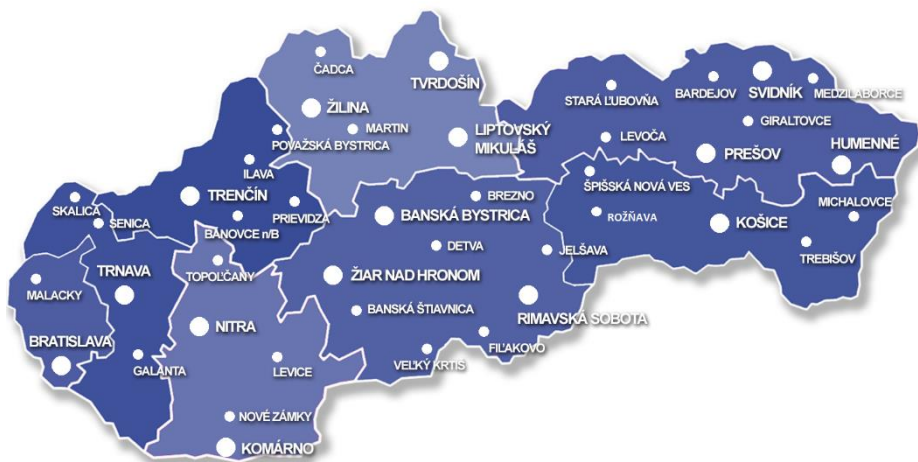 ČADCA
TVRDOŠÍN
ŽILINA
MARTIN
POVAŽSKÁ BYSTRICA
LIPTOVSKÝ
MIKULÁŠ
STARÁ ĽUBOVŇA
BARDEJOV
SVIDNÍK
MEDZILABORCE
GIRALTOVCE
LEVOČA
PREŠOV
HUMENNÉ
ILAVA
TRENČÍN
PRIEVIDZA
BÁNOVCE n/B
SKALICA
SENICA
BREZNO
BANSKÁ BYSTRICA
DETVA
JELŠAVA
ŠPIŠSKÁ NOVÁ VES
ROŽŇAVA
KOŠICE
MICHALOVCE
TREBIŠOV
TRNAVA
TOPOĽČANY
MALACKY
ŽIAR NAD HRONOM
BANSKÁ ŠTIAVNICA
RIMAVSKÁ SOBOTA
NITRA
BRATISLAVA
GALANTA
LEVICE
VEĽKÝ KRTÍŠ
FIĽAKOVO
NOVÉ ZÁMKY
KOMÁRNO